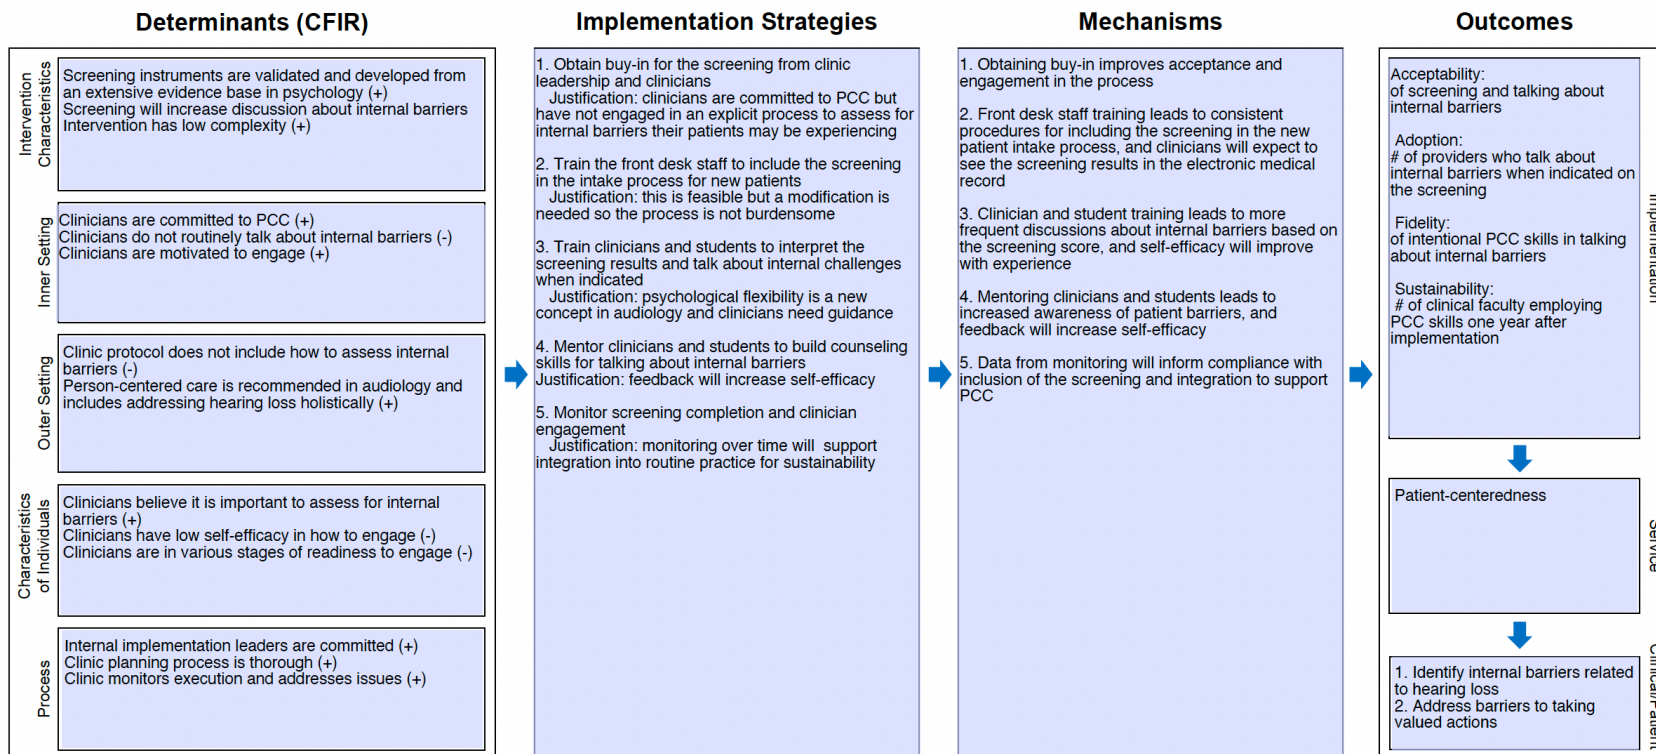 Determinants (CFIR)
Implementation Strategies
Mechanisms
Outcomes
Intervention
Characteristics
Screening instruments are validated and developed from
an extensive evidence base in psychology (+)
Screening will increase discussion about internal barriers
Intervention has low complexity (+)
Inner Setting
Clinicians are committed to PCC (+)
Clinicians do not routinely talk about internal barriers (-)
Clinicians are motivated to engage (+)
Outer Setting
Clinic protocol does not include how to assess internal
barriers (-)
Person-centered care is recommended in audiology and
includes addressing hearing loss holistically (+)
Characteristics
of Individuals
Clinicians believe it is important to assess for internal
barriers (+)
Clinicians have low self-efficacy in how to engage (-)
Clinicians are in various stages of readiness to engage (-)
Process
Internal implementation leaders are committed (+)
Clinic planning process is thorough (+)
Clinic monitors execution and addresses issues (+)
1. Obtain buy-in for the screening from clinic
leadership and clinicians
Justification: clinicians are committed to PCC but
have not engaged in an explicit process to assess for
internal barriers their patients may be experiencing
2. Train the front desk staff to include the screening
in the intake process for new patients
Justification: this is feasible but a modification is
needed so the process is not burdensome
3. Train clinicians and students to interpret the
screening results and talk about internal challenges
when indicated
Justification: psychological flexibility is a new
concept in audiology and clinicians need guidance
4. Mentor clinicians and students to build counseling
skills for talking about internal barriers
Justification: feedback will increase self-efficacy
5. Monitor screening completion and clinician
engagement
Justification: monitoring over time will support
integration into routine practice for sustainability
1. Obtaining buy-in improves acceptance and
engagement in the process
2. Front desk staff training leads to consistent
procedures for including the screening in the new
patient intake process, and clinicians will expect to
see the screening results in the electronic medical
record
3. Clinician and student training leads to more
frequent discussions about internal barriers based on
the screening score, and self-efficacy will improve
with experience
4. Mentoring clinicians and students leads to
increased awareness of patient barriers, and
feedback will increase self-efficacy
5. Data from monitoring will inform compliance with
inclusion of the screening and integration to support
PCC
Acceptability:
of screening and talking about
internal barriers
Adoption:
# of providers who talk about
internal barriers when indicated on
the screening
Fidelity:
of intentional PCC skills in talking
about internal barriers
Sustainability:
# of clinical faculty employing
PCC skills one year after
implementation
Implementation
Patient-centeredness
Service
1. Identify internal barriers related
to hearing loss
2. Address barriers to taking
valued actions
Clinical/Patient